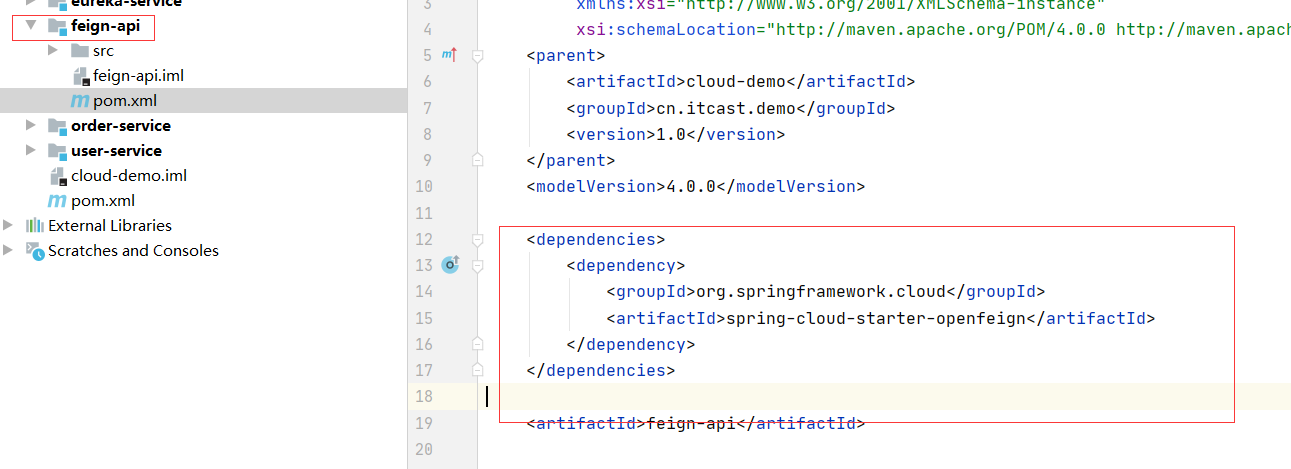 eureka-service
feign-api
src
feign-api.iml
pom.xml
order-service
user-service
cloud-demo.iml
pom.xml
External Libraries
Scratches and Consoles
3 xmlns:xsi="http://www.w3.org/2001/XMLSchema-instance"
4 xsi:schemaLocation="http://maven.apache.org/POM/4.0.0 http://maven.apac
5 <parent>
6 <artifactId>cloud-demo</artifactId>
7 <groupId>cn.itcast.demo</groupId>
8 <version>1.0</version>
9 </parent>
10 <modelVersion>4.0.0</modelVersion>
11
12 <dependencies>
13 <dependency>
14 <groupId>org.springframework.cloud</groupId>
15 <artifactId>spring-cloud-starter-openfeign</artifactId>
16 </dependency>
17 </dependencies>
18
19 <artifactId>feign-api</artifactId>
20